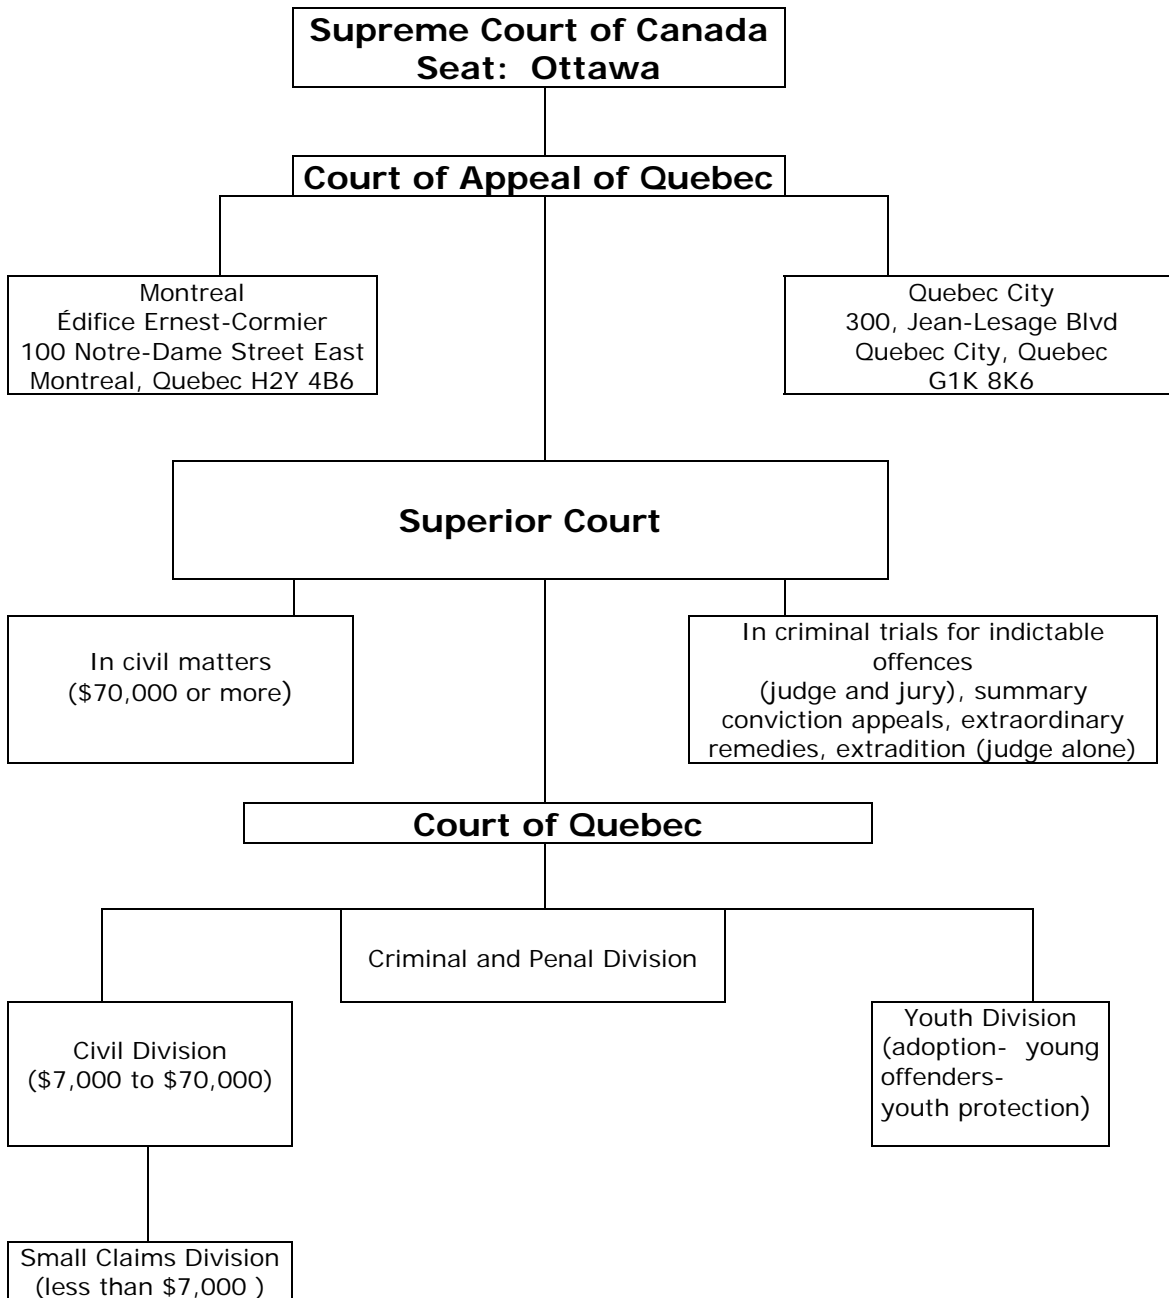 Supreme Court of Canada
Seat: Ottawa
Court of Appeal of Quebec
Montreal
Édifice Ernest-Cormier
100 Notre-Dame Street East
Montreal, Quebec H2Y 4B6
Quebec City
300, Jean-Lesage Blvd
Quebec City, Quebec
G1K 8K6
Superior Court
In civil matters
($70,000 or more)
In criminal trials for indictable
offences
(judge and jury), summary
conviction appeals, extraordinary
remedies, extradition (judge alone)
Court of Quebec
Criminal and Penal Division
Civil Division
($7,000 to $70,000)
Youth Division
(adoption- young
offenders-
youth protection)
Small Claims Division
(less than $7,000 )